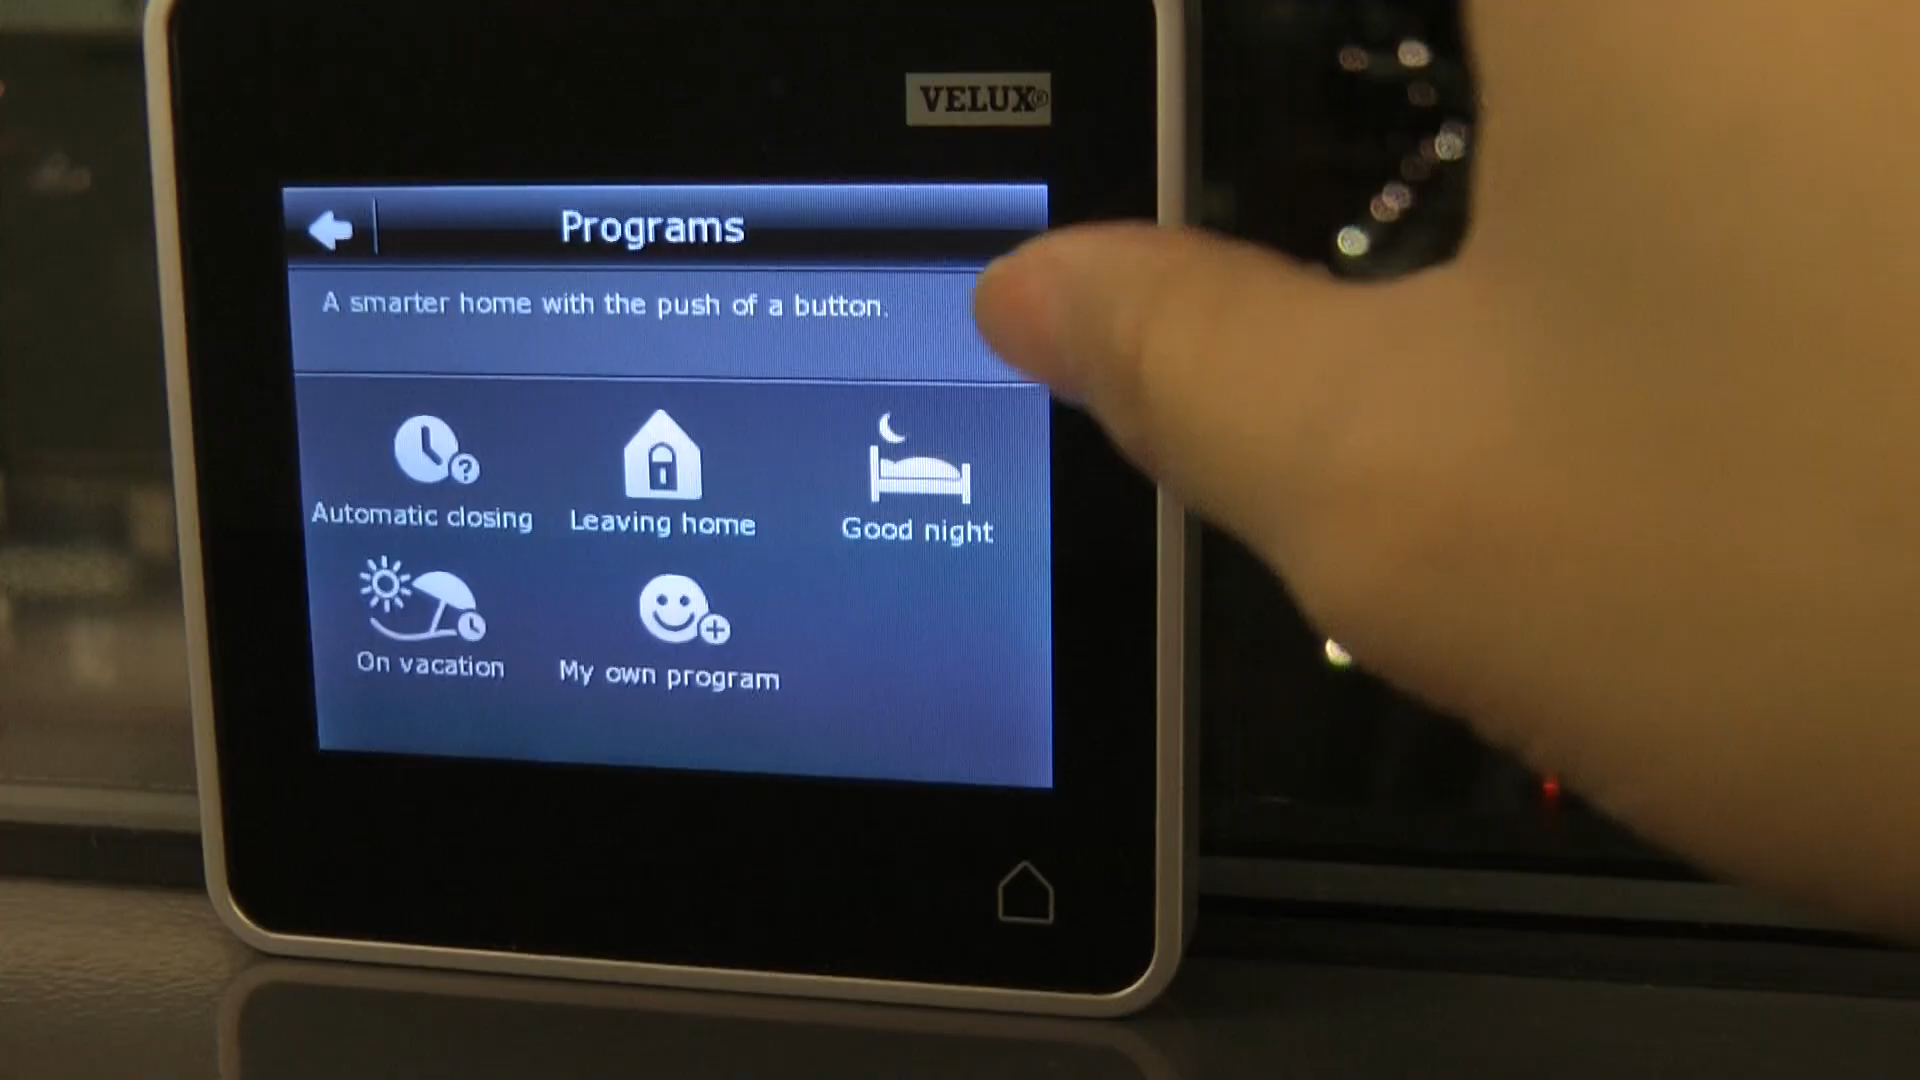 VELUX®
Programs
A smarter home with the push of a button.
Automatic closing
Leaving home
Good night
On vacation
My own program